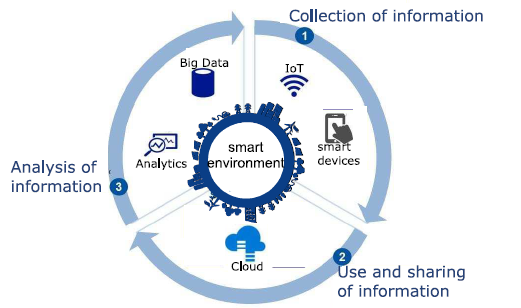 Collection of information
1
Big Data
IoT
smart
environment
smart
devices
Analytics
Analysis of
information
3
2
Cloud
Use and sharing
of information